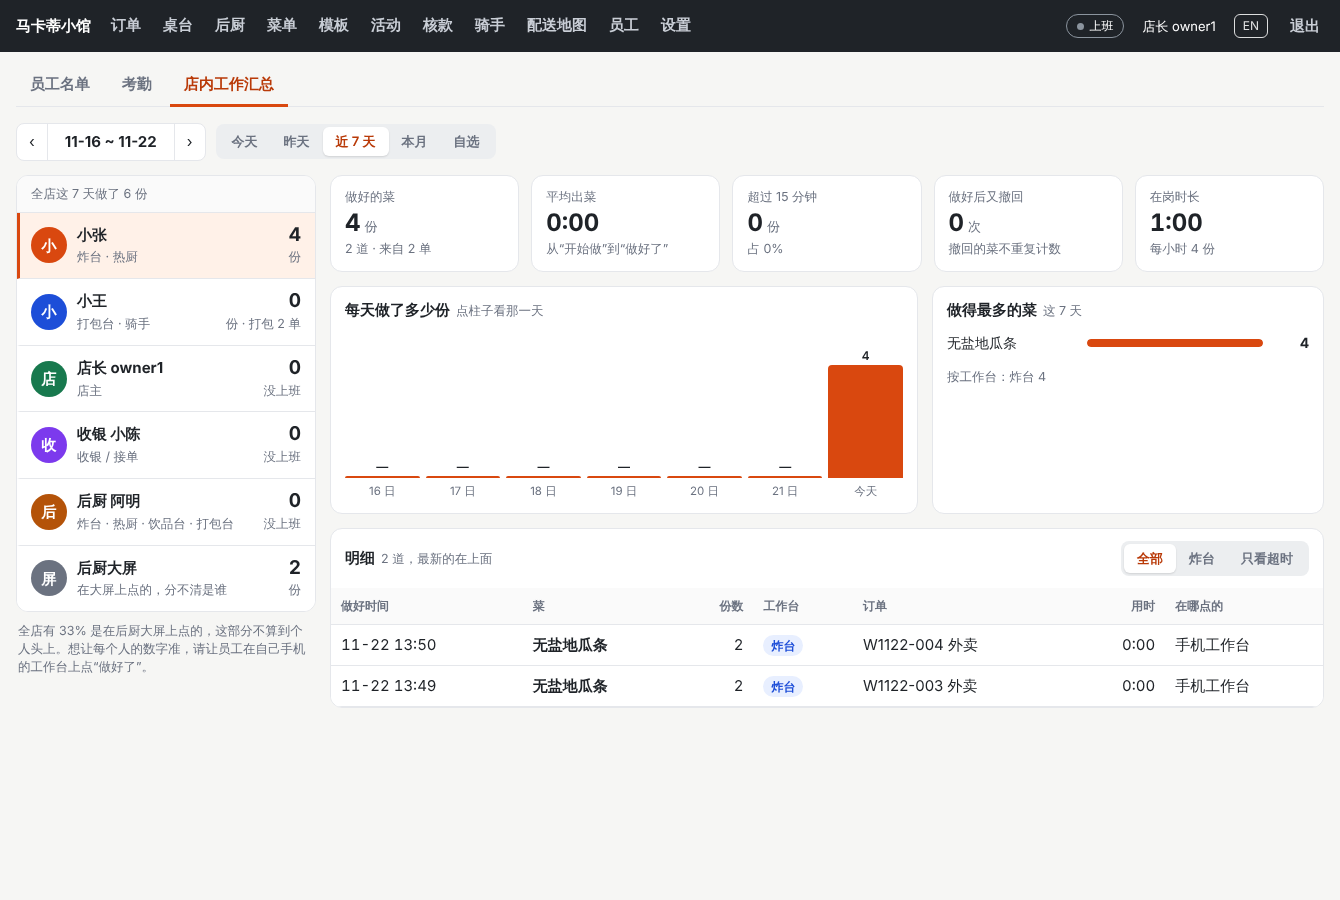 马卡蒂小馆 订单 桌台 后厨 菜单 模板 活动 核款 骑手 配送地图 员工 设置 上班 店长 owner1 EN 退出
员工名单 考勤 店内工作汇总
‹ 11-16 ~ 11-22 › 今天 昨天 近 7 天 本月 自选
全店这 7 天做了 6 份
小 小张 4
炸台 · 热厨 份
小 小王 0
打包台 · 骑手 份 · 打包 2 单
店 店长 owner1 0
店主 没上班
收 收银 小陈 0
收银 / 接单 没上班
后 后厨 阿明 0
炸台 · 热厨 · 饮品台 · 打包台 没上班
屏 后厨大屏 2
在大屏上点的，分不清是谁 份
全店有 33% 是在后厨大屏上点的，这部分不算到个
人头上。想让每个人的数字准，请让员工在自己手机
的工作台上点“做好了”。
做好的菜
4 份
2 道 · 来自 2 单
平均出菜
0:00
从“开始做”到“做好了”
超过 15 分钟
0 份
占 0%
做好后又撤回
0 次
撤回的菜不重复计数
在岗时长
1:00
每小时 4 份
每天做了多少份 点柱子看那一天
— — — — — — 4
16 日 17 日 18 日 19 日 20 日 21 日 今天
做得最多的菜 这 7 天
无盐地瓜条 4
按工作台：炸台 4
明细 2 道，最新的在上面 全部 炸台 只看超时
做好时间 菜 份数 工作台 订单 用时 在哪点的
11-22 13:50 无盐地瓜条 2 炸台 W1122-004 外卖 0:00 手机工作台
11-22 13:49 无盐地瓜条 2 炸台 W1122-003 外卖 0:00 手机工作台